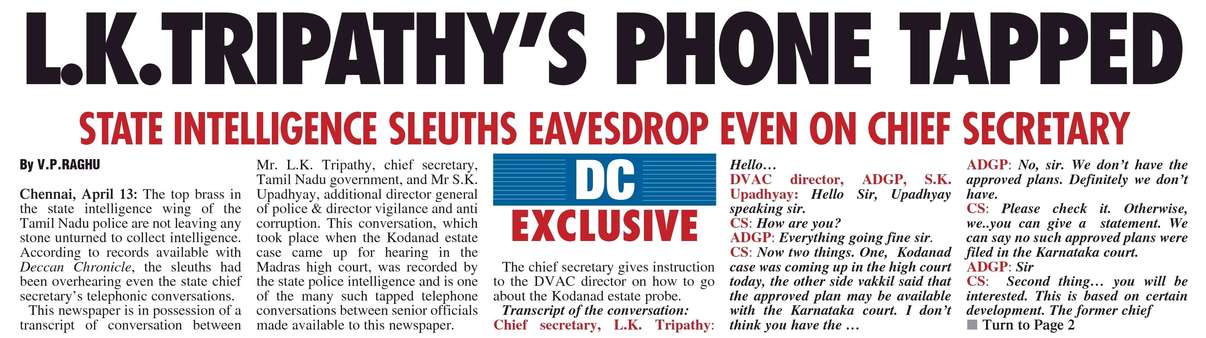 L.K.TRIPATHY'S PHONE TAPPED
STATE INTELLIGENCE SLEUTHS EAVESDROP EVEN ON CHIEF SECRETARY
By V.P.RAGHU
Chennai, April 13: The top brass in
the state intelligence wing of the
Tamil Nadu police are not leaving any
stone unturned to collect intelligence.
According to records available with
Deccan Chronicle, the sleuths had
been overhearing even the state chief
secretary's telephonic conversations.
This newspaper is in possession of a
transcript of conversation between
Mr. L.K. Tripathy, chief secretary,
Tamil Nadu government, and Mr S.K.
Upadhyay, additional director general
of police & director vigilance and anti
corruption. This conversation, which
took place when the Kodanad estate
case came up for hearing in the
Madras high court, was recorded by
the state police intelligence and is one
of the many such tapped telephone
conversations between senior officials
made available to this newspaper.
DC
EXCLUSIVE
The chief secretary gives instruction
to the DVAC director on how to go
about the Kodanad estate probe.
Transcript of the conversation:
Chief secretary, L.K. Tripathy:
Hello…
DVAC director, ADGP, S.K.
Upadhyay: Hello Sir, Upadhyay
speaking sir.
CS: How are you?
ADGP: Everything going fine sir.
CS: Now two things. One, Kodanad
case was coming up in the high court
today, the other side vakkil said that
the approved plan may be available
with the Karnataka court. I don't
think you have the …
ADGP: No, sir. We don't have the
approved plans. Definitely we don't
have.
CS: Please check it. Otherwise,
we..you can give a statement. We
can say no such approved plans were
filed in the Karnataka court.
ADGP: Sir
CS: Second thing… you will be
interested. This is based on certain
development. The former chief
■ Turn to Page 2